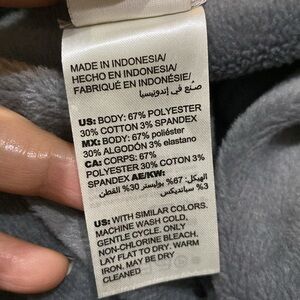 MADE IN INDONESIA/
HECHO EN INDONESIA/
FABRIQUÉ EN INDONÉSIE/
صنع في إندونيسيا
US: BODY: 67% POLYESTER
30% COTTON 3% SPANDEX
MX: BODY: 67% poliéster
30% ALGODÓN 3% elastano
CA: CORPS: 67%
POLYESTER 30% COTON 3%
SPANDEX AE/KW:
الهيكل: 67% بوليستر 30% القطن
3% سبانديكس
US: WITH SIMILAR COLORS.
MACHINE WASH COLD,
GENTLE CYCLE. ONLY
NON-CHLORINE BLEACH.
LAY FLAT TO DRY. WARM
IRON. MAY BE DRY
CLEANED